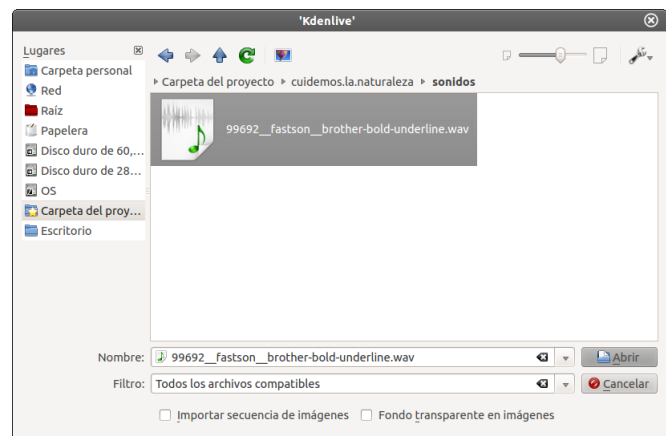 'Kdenlive'
Lugares
Carpeta personal
Red
Raíz
Papelera
Disco duro de 60,...
Disco duro de 28...
OS
Carpeta del proy...
Escritorio
Carpeta del proyecto cuidemos.la.naturaleza sonidos
99692__fastson__brother-bold-underline.wav
Nombre: 99692__fastson__brother-bold-underline.wav Abrir
Filtro: Todos los archivos compatibles Cancelar
Importar secuencia de imágenes Fondo transparente en imágenes